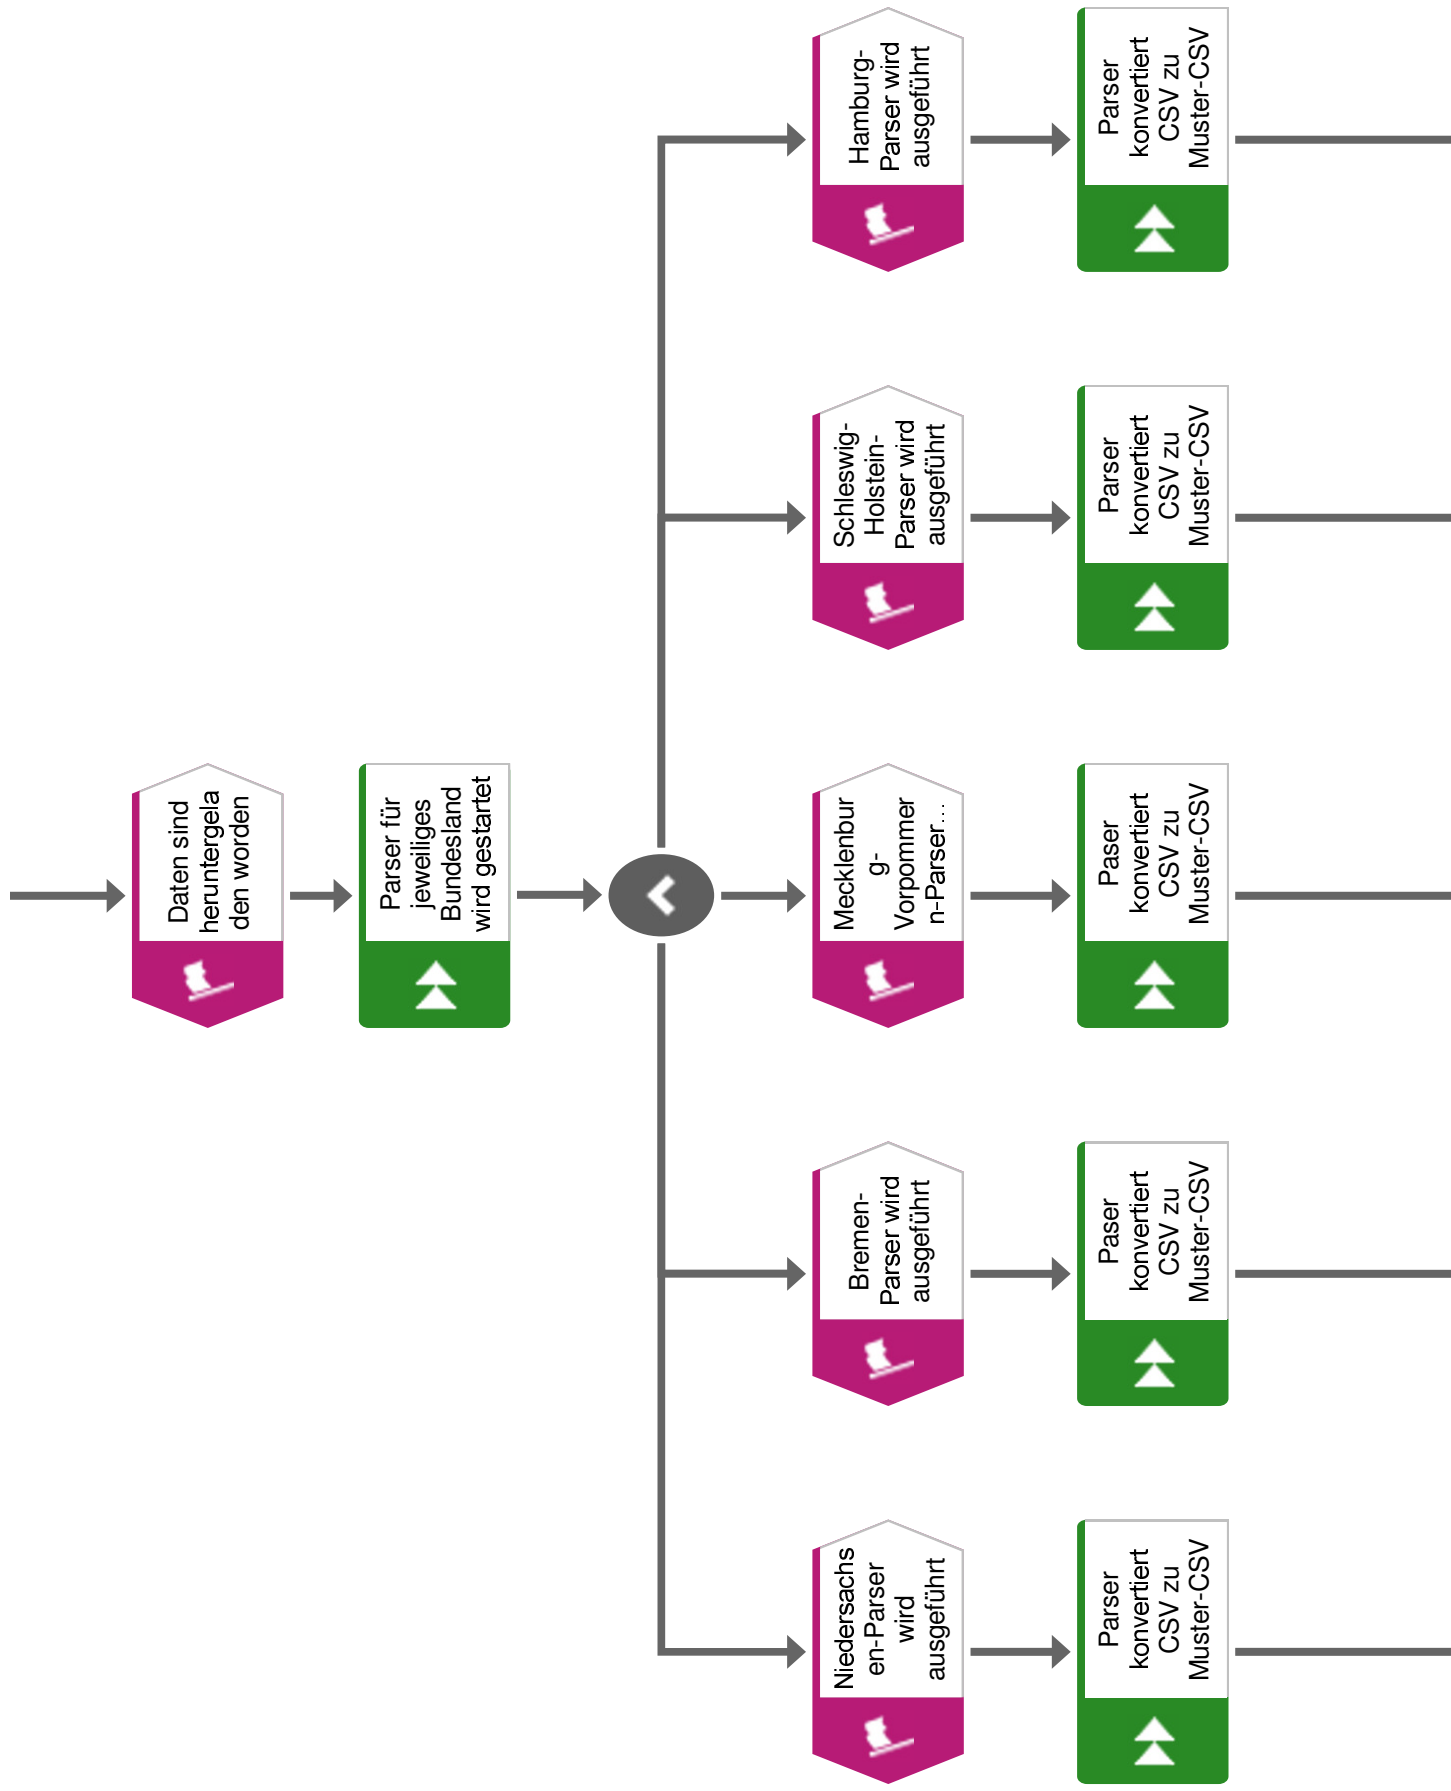 Daten sind
heruntergela
den worden
Parser für
jeweiliges
Bundesland
wird gestartet
Hamburg-
Parser wird
ausgeführt
Parser
konvertiert
CSV zu
Muster-CSV
Schleswig-
Holstein-
Parser wird
ausgeführt
Parser
konvertiert
CSV zu
Muster-CSV
Mecklenbur
g-
Vorpommer
n-Parser…
Paser
konvertiert
CSV zu
Muster-CSV
Bremen-
Parser wird
ausgeführt
Paser
konvertiert
CSV zu
Muster-CSV
Niedersachs
en-Parser
wird
ausgeführt
Parser
konvertiert
CSV zu
Muster-CSV